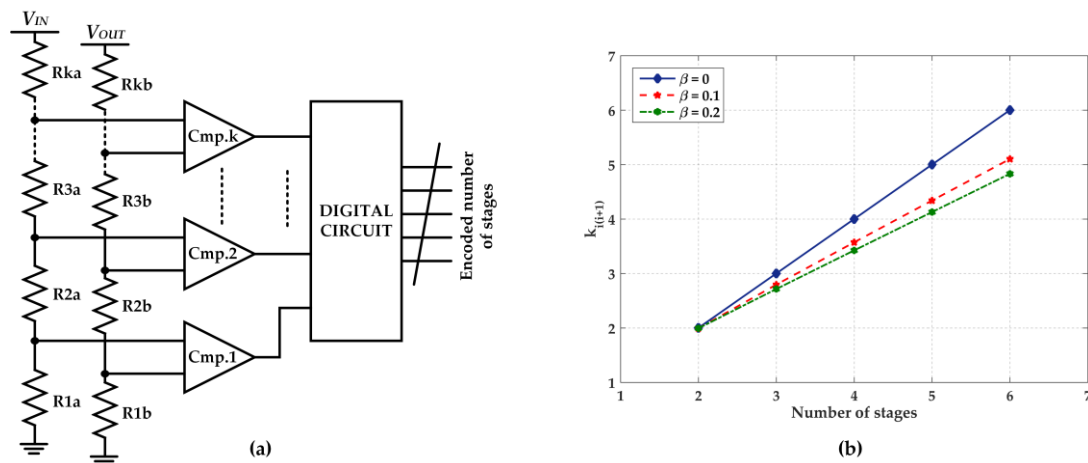 VIN
VOUT
Rka
Rkb
Cmp.k
R3a
R3b
Cmp.2
R2a
R2b
Cmp.1
R1a
R1b
DIGITAL
CIRCUIT
Encoded number
of stages
(a)
7
6
5
4
3
2
1
ki(i+1)
β = 0
β = 0.1
β = 0.2
1 2 3 4 5 6 7
Number of stages
(b)